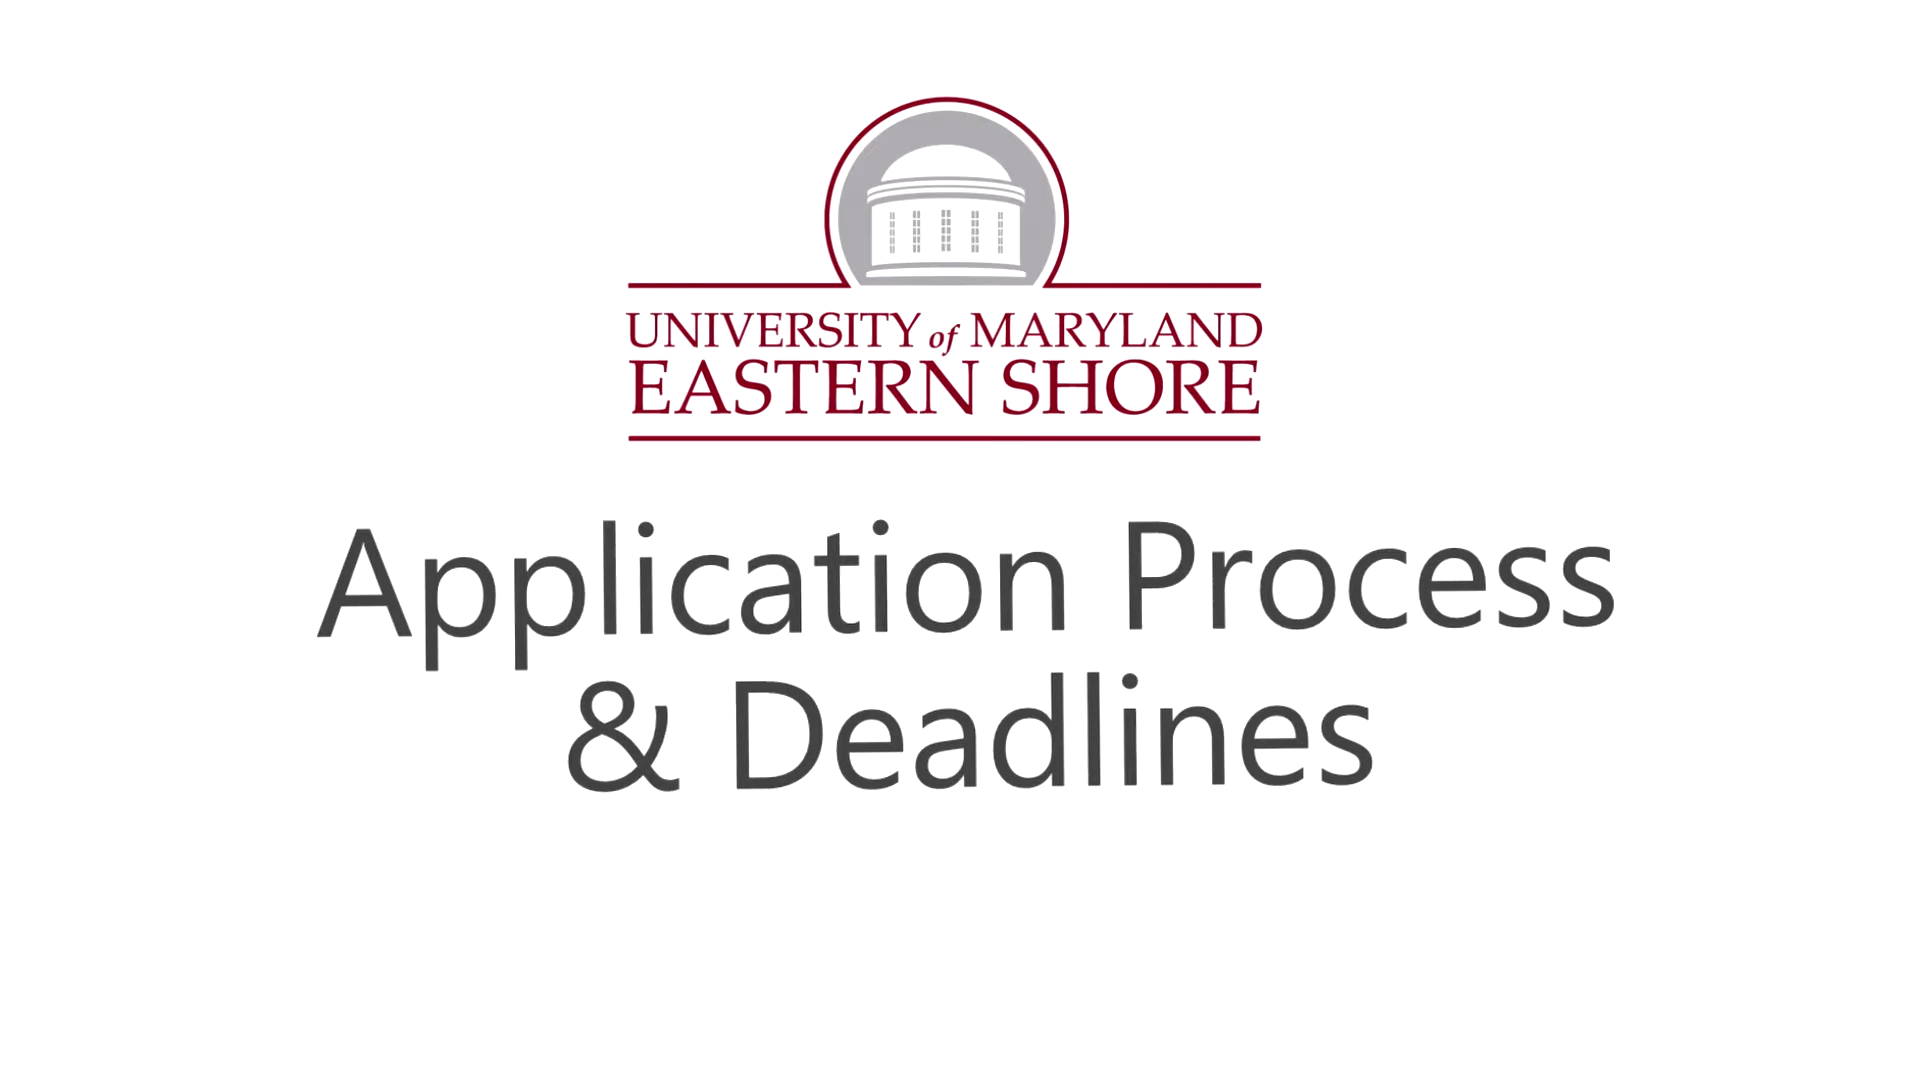 UNIVERSITY of MARYLAND
EASTERN SHORE
Application Process
& Deadlines